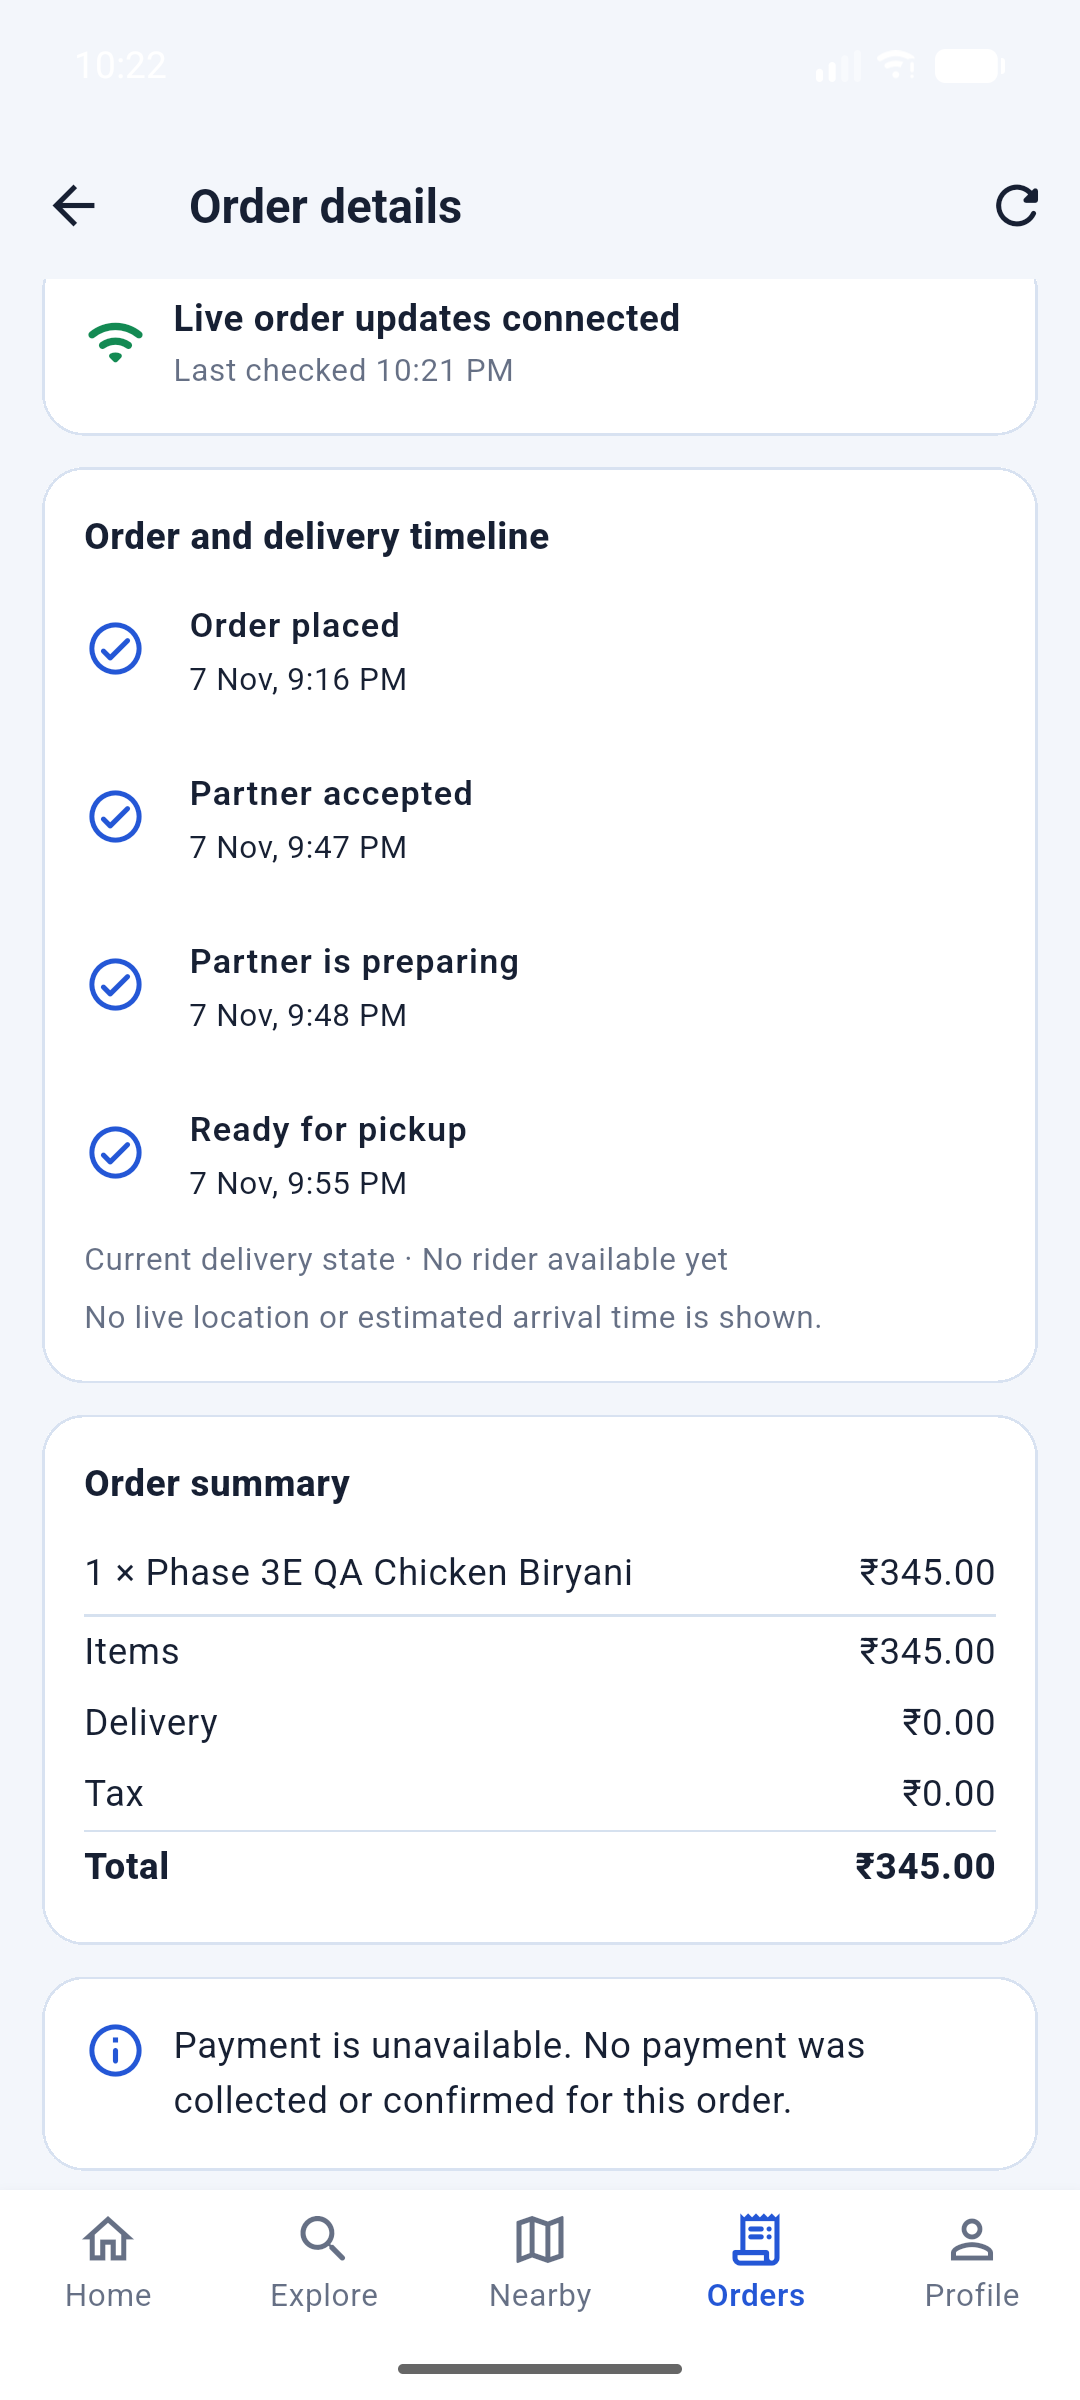 10:22
Order details
Live order updates connected
Last checked 10:21 PM
Order and delivery timeline
Order placed
7 Nov, 9:16 PM
Partner accepted
7 Nov, 9:47 PM
Partner is preparing
7 Nov, 9:48 PM
Ready for pickup
7 Nov, 9:55 PM
Current delivery state · No rider available yet
No live location or estimated arrival time is shown.
Order summary
1 × Phase 3E QA Chicken Biryani ₹345.00
Items ₹345.00
Delivery ₹0.00
Tax ₹0.00
Total ₹345.00
Payment is unavailable. No payment was
collected or confirmed for this order.
Home Explore Nearby Orders Profile